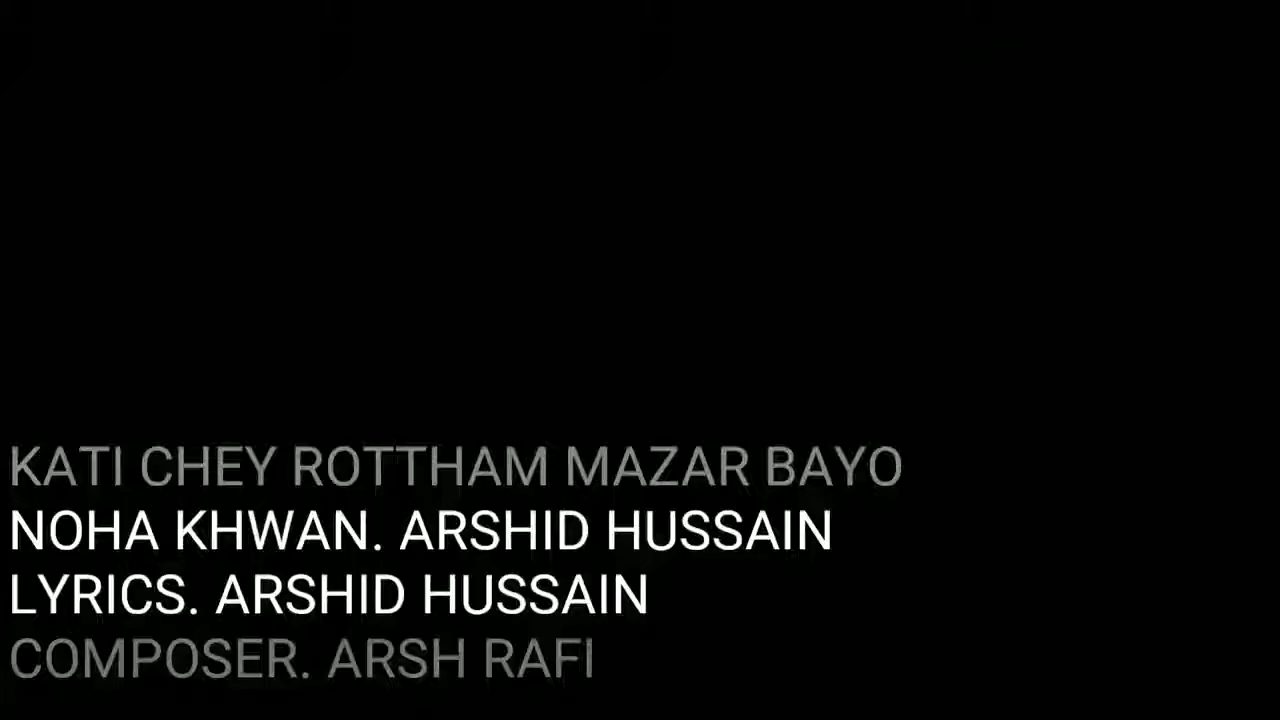 KATI CHEY ROTTHAM MAZAR BAYO
NOHA KHWAN. ARSHID HUSSAIN
LYRICS. ARSHID HUSSAIN
COMPOSER. ARSH RAFI